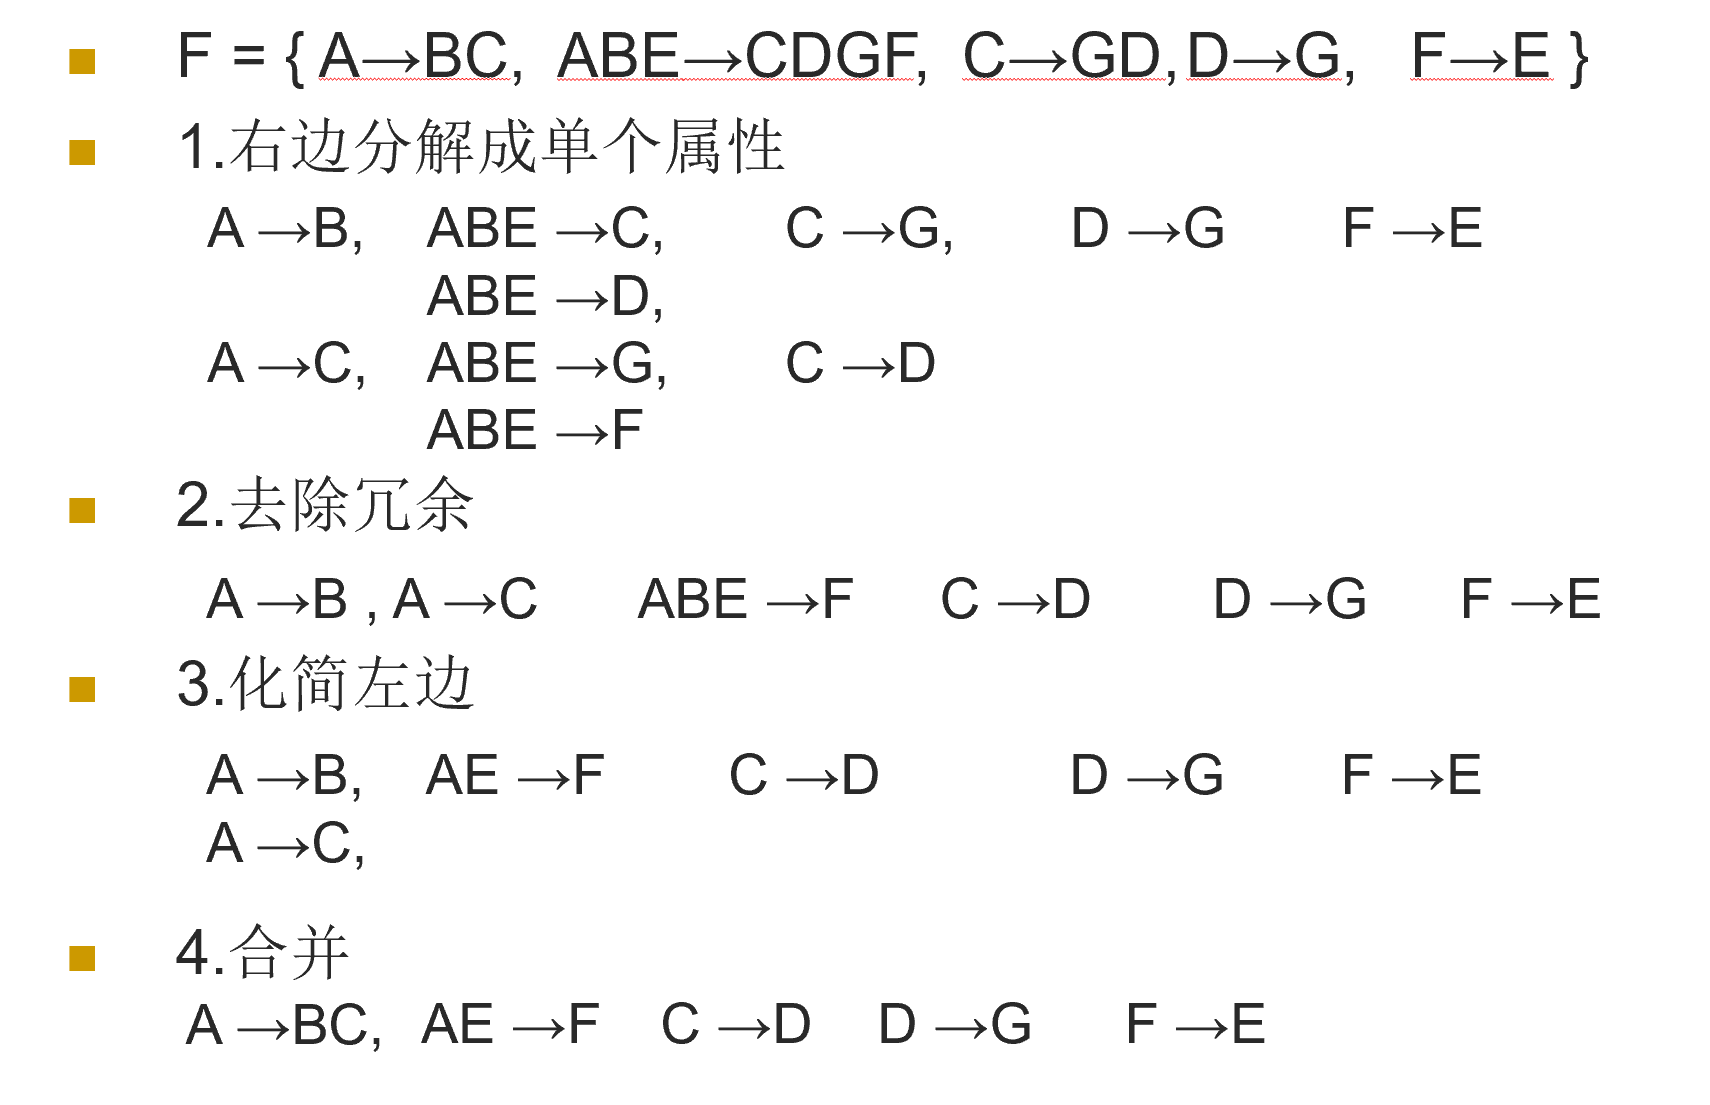 F = { A→BC, ABE→CDGF, C→GD, D→G, F→E }
1.右边分解成单个属性
A →B, ABE →C, C →G, D →G F →E
ABE →D,
A →C, ABE →G, C →D
ABE →F
2.去除冗余
A →B , A →C ABE →F C →D D →G F →E
3.化简左边
A →B, AE →F C →D D →G F →E
A →C,
4.合并
A →BC, AE →F C →D D →G F →E